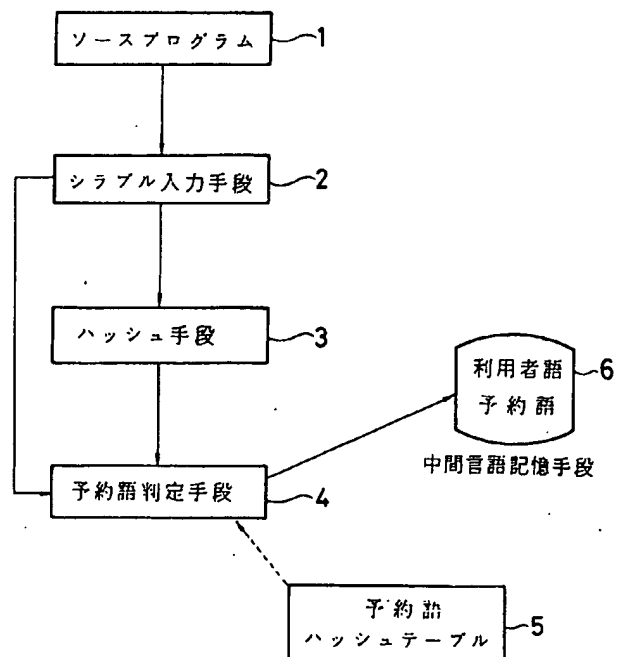 ソースプログラム 1
シラブル入力手段 2
ハッシュ手段 3
利用者語 6
予約語
中間言語記憶手段
予約語判定手段 4
予約語
ハッシュテーブル 5